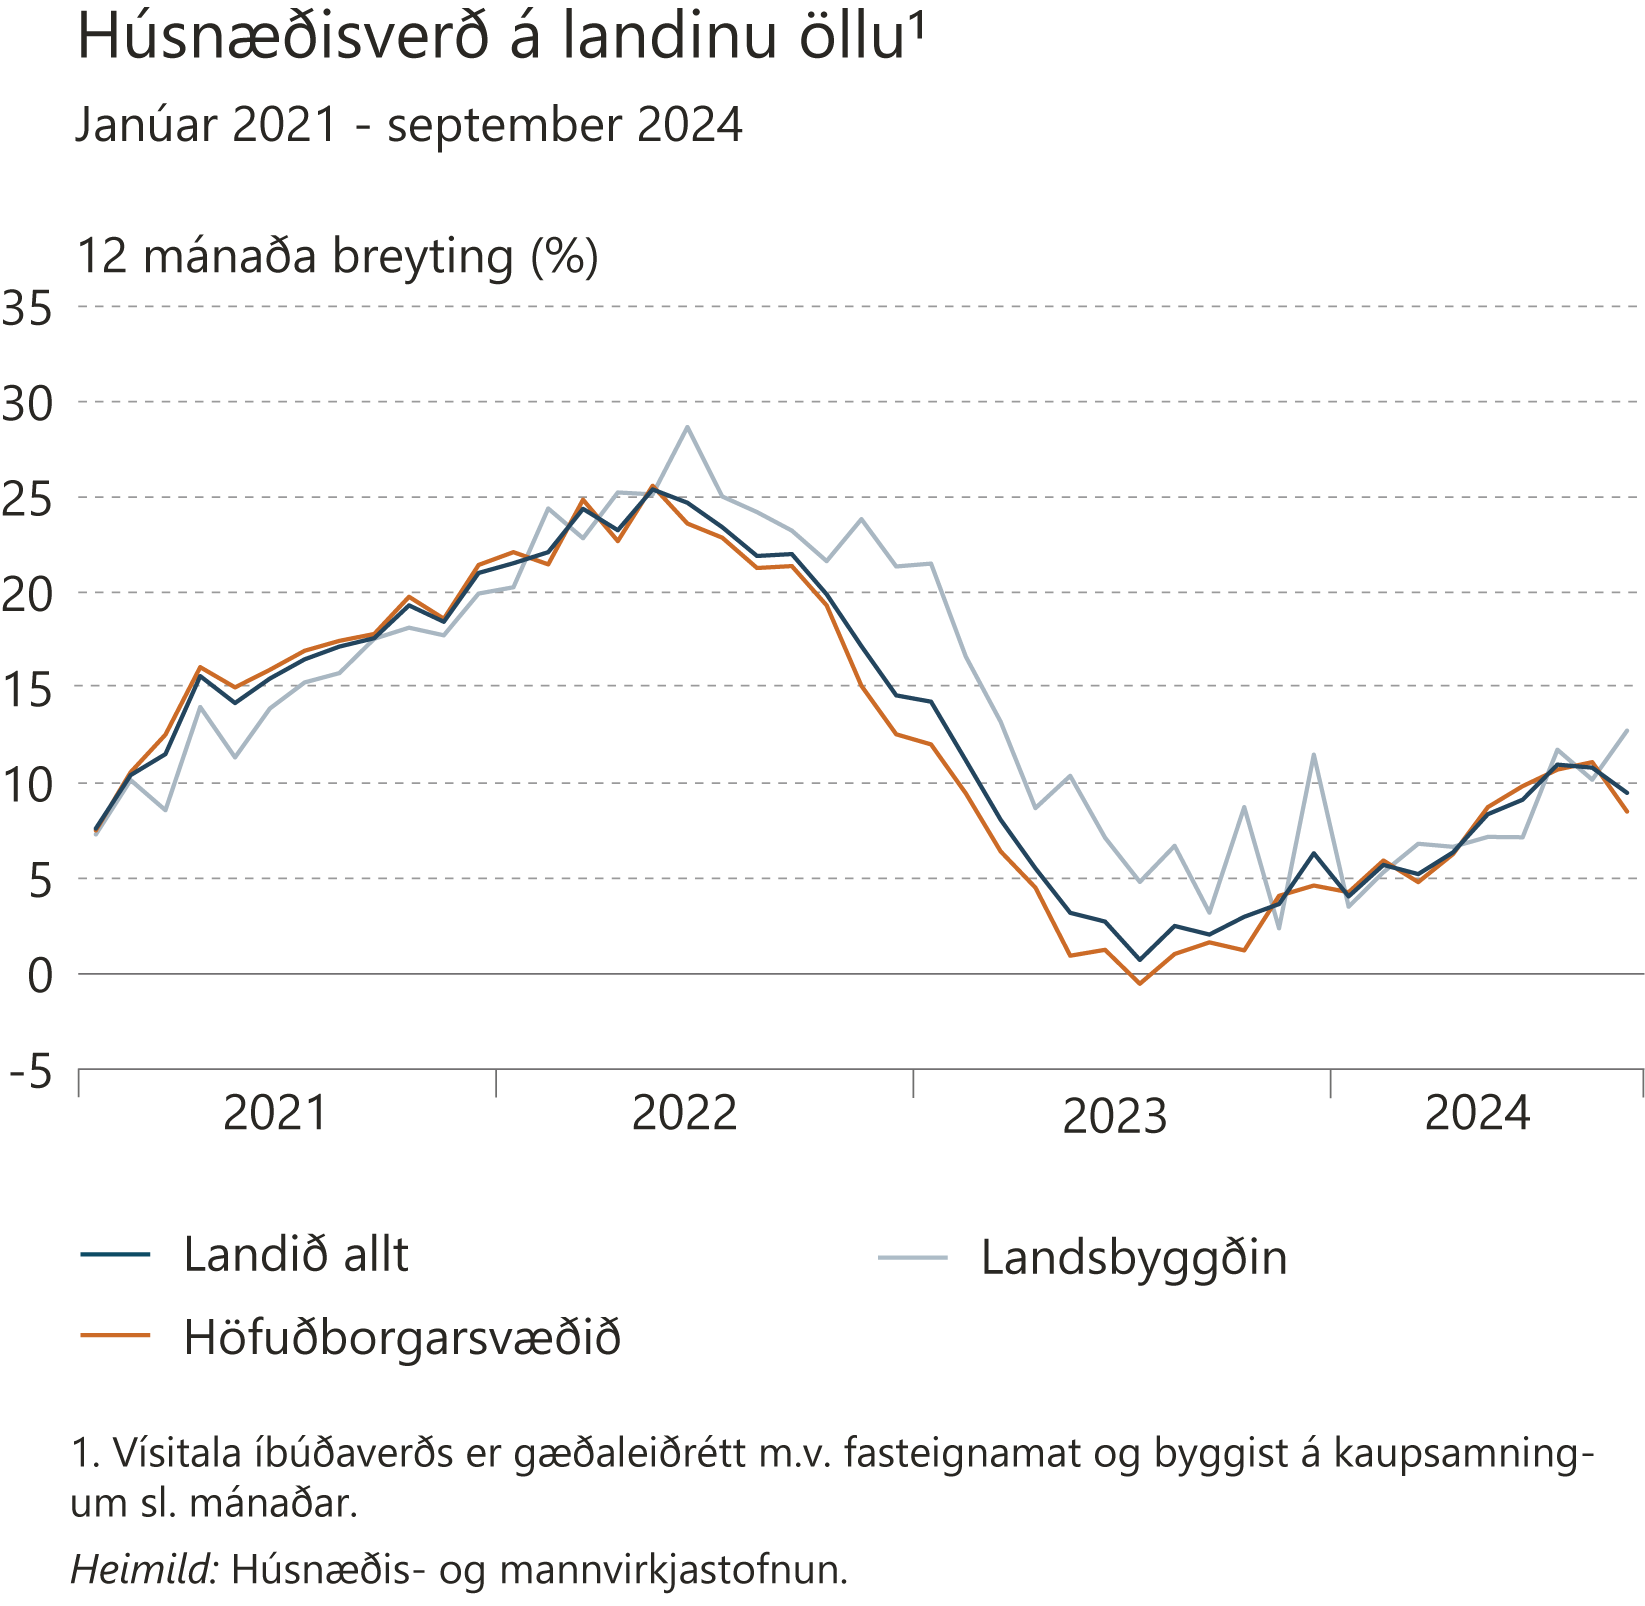 Húsnæðisverð á landinu öllu¹
Janúar 2021 - september 2024
12 mánaða breyting (%)
35
30
25
20
15
10
5
0
-5
2021 2022 2023 2024
Landið allt
Landsbyggðin
Höfuðborgarsvæðið
1. Vísitala íbúðaverðs er gæðaleiðrétt m.v. fasteignamat og byggist á kaupsamning-
um sl. mánaðar.
Heimild: Húsnæðis- og mannvirkjastofnun.